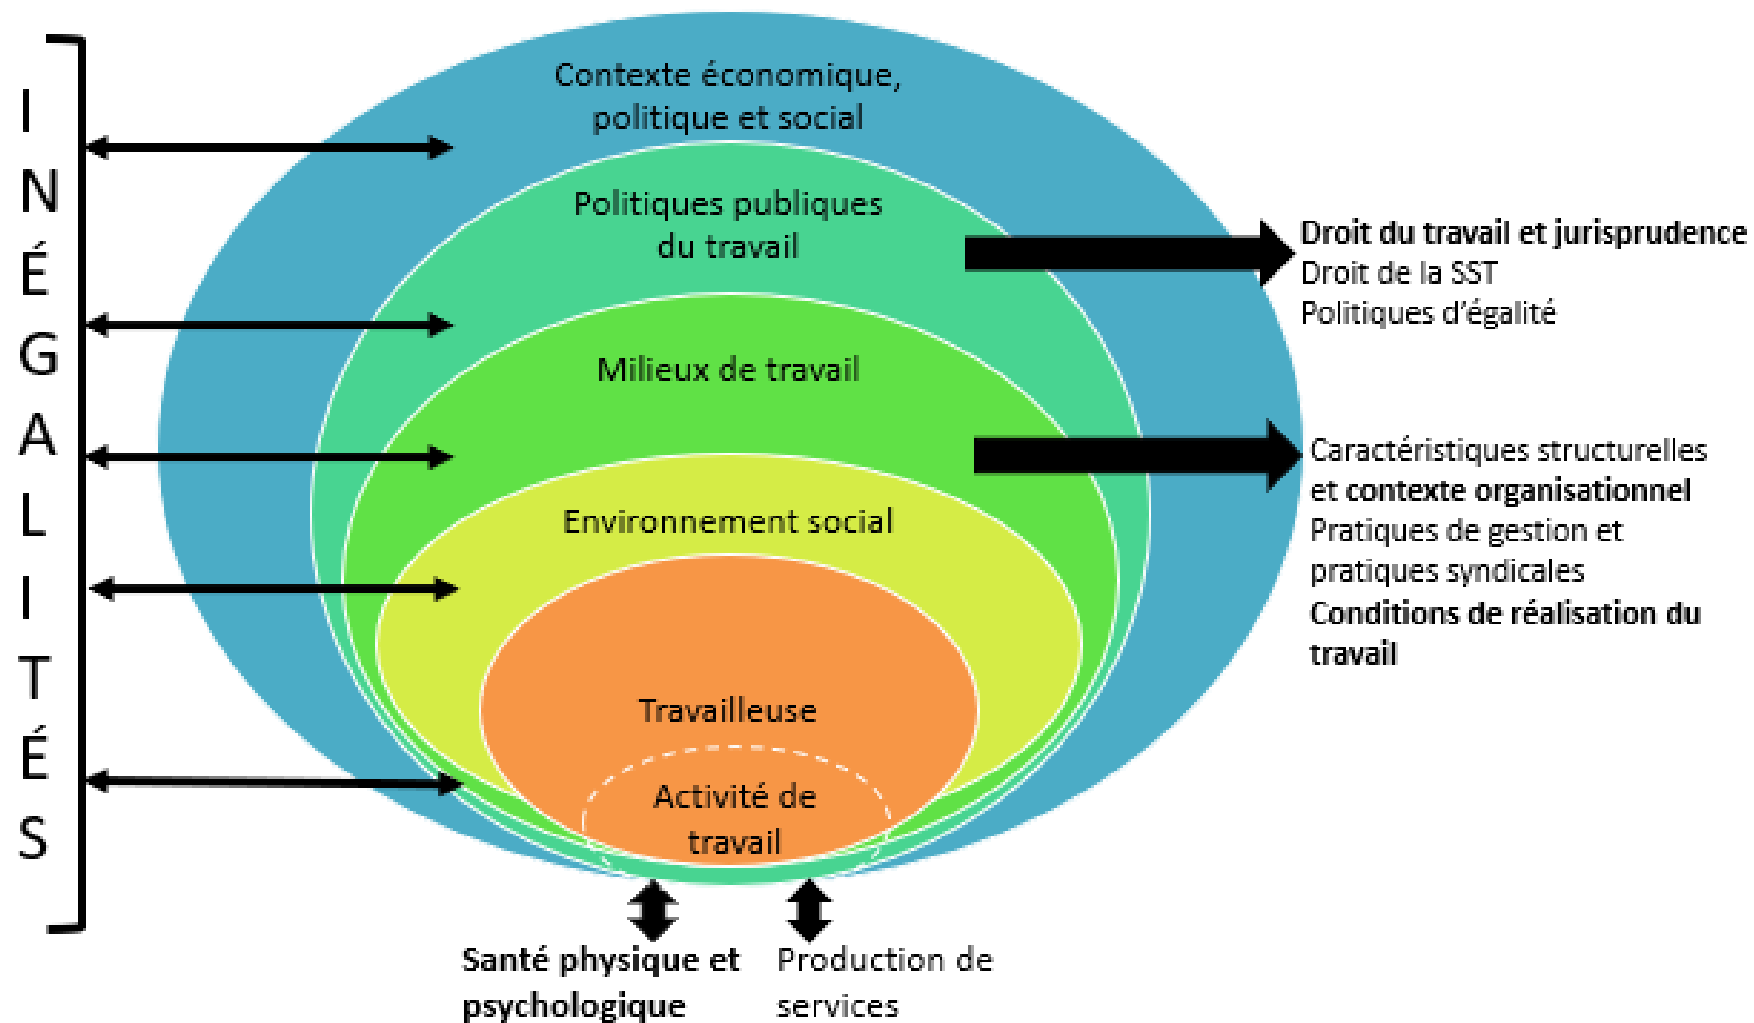 INÉGALITÉS
Contexte économique,
politique et social
Politiques publiques
du travail
Droit du travail et jurisprudence
Droit de la SST
Politiques d’égalité
Milieux de travail
Caractéristiques structurelles
et contexte organisationnel
Pratiques de gestion et
pratiques syndicales
Conditions de réalisation du
travail
Environnement social
Travailleuse
Activité de
travail
Santé physique et
psychologique
Production de
services